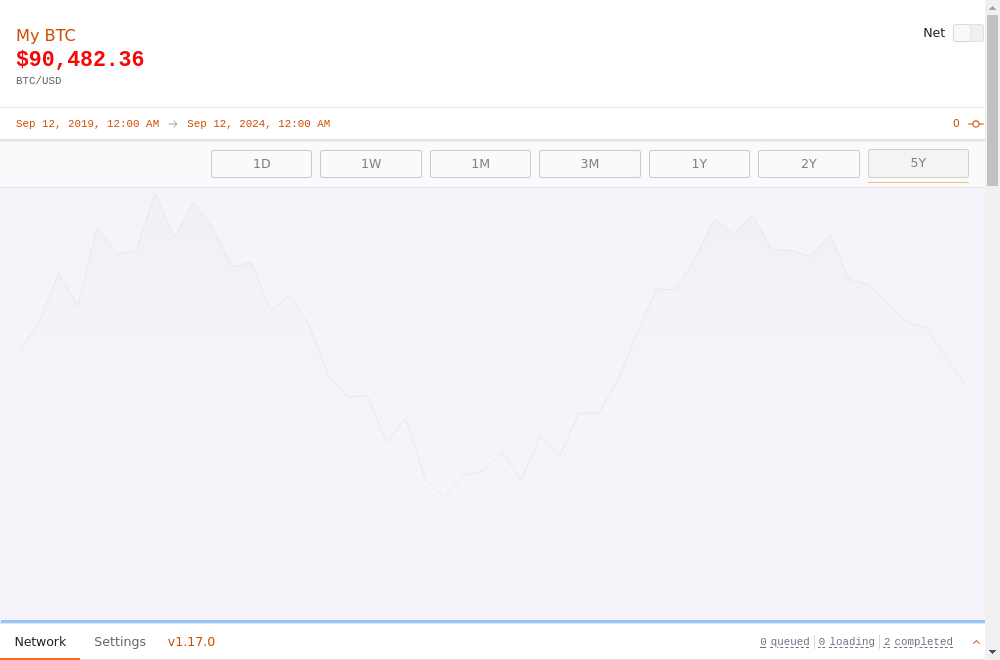 My BTC
Net
$90,482.36
BTC/USD
Sep 12, 2019, 12:00 AM → Sep 12, 2024, 12:00 AM
0
1D 1W 1M 3M 1Y 2Y 5Y
Network Settings v1.17.0 0 queued 0 loading 2 completed